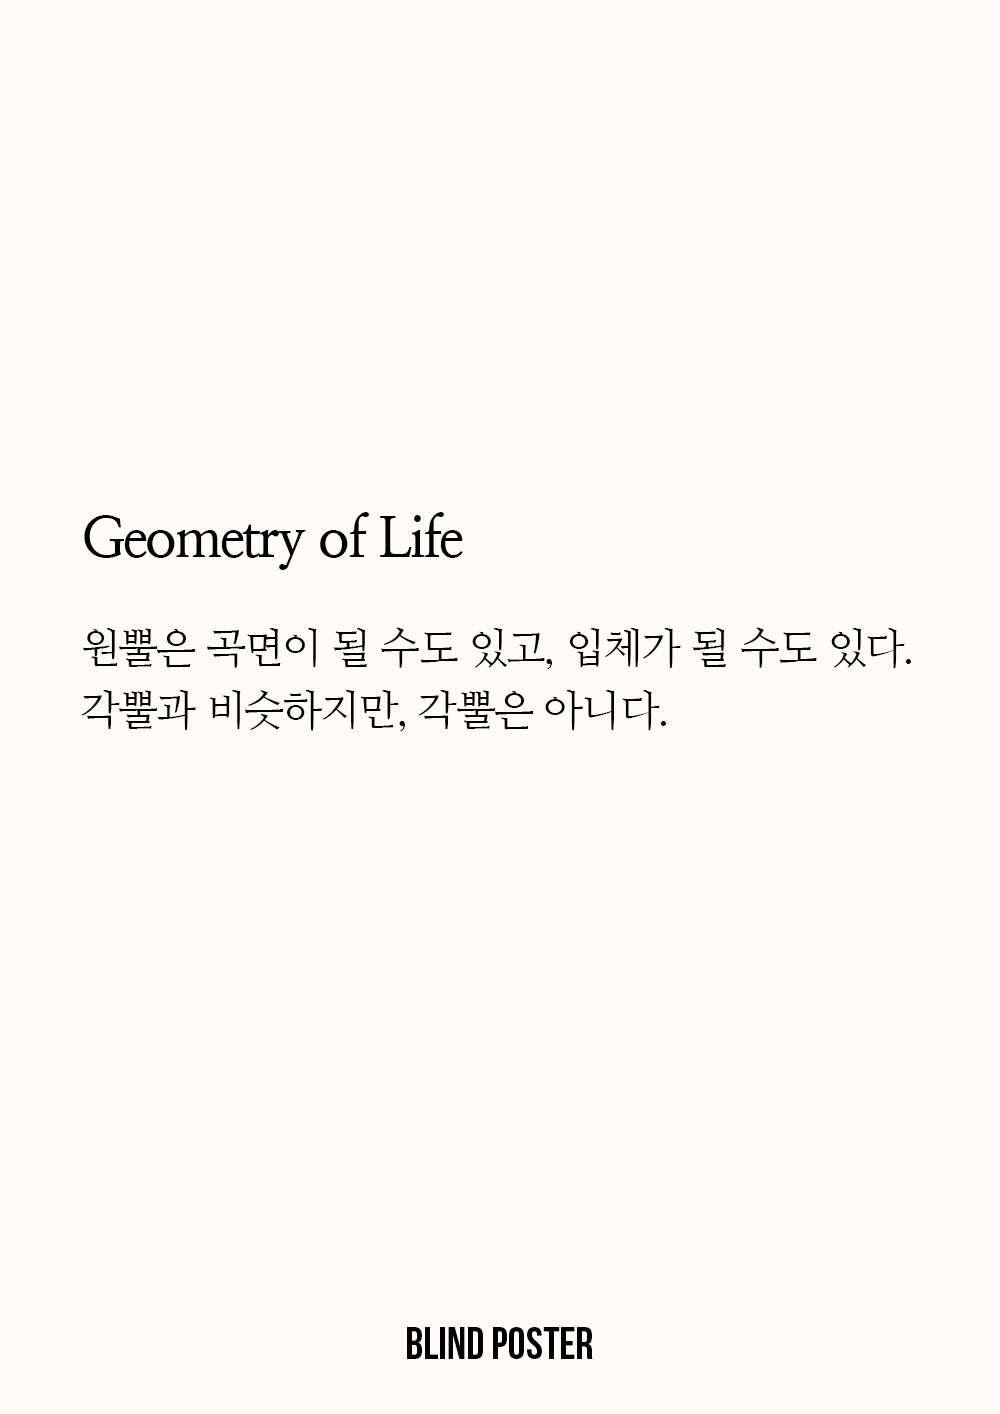 Geometry of Life
원뿔은 곡면이 될 수도 있고, 입체가 될 수도 있다.
각뿔과 비슷하지만, 각뿔은 아니다.
BLIND POSTER